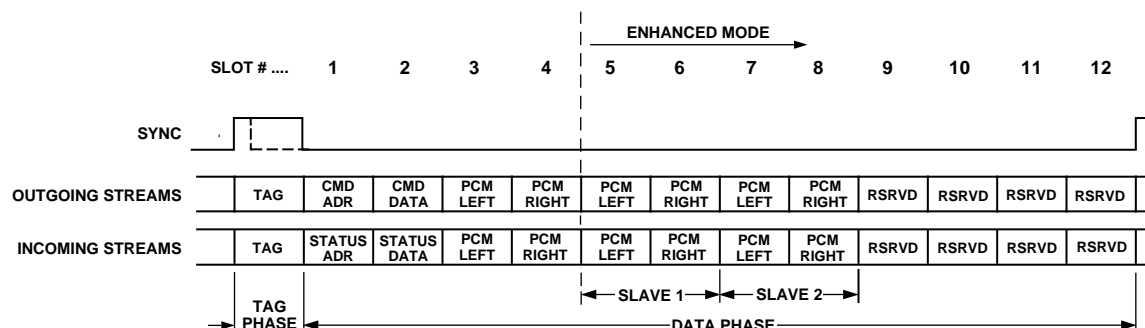 ENHANCED MODE
SLOT # .... 1 2 3 4 5 6 7 8 9 10 11 12
SYNC
OUTGOING STREAMS TAG CMD ADR CMD DATA PCM LEFT PCM RIGHT PCM LEFT PCM RIGHT PCM LEFT PCM RIGHT RSRVD RSRVD RSRVD RSRVD
INCOMING STREAMS TAG STATUS ADR STATUS DATA PCM LEFT PCM RIGHT PCM LEFT PCM RIGHT PCM LEFT PCM RIGHT RSRVD RSRVD RSRVD RSRVD
SLAVE 1 SLAVE 2
TAG PHASE DATA PHASE